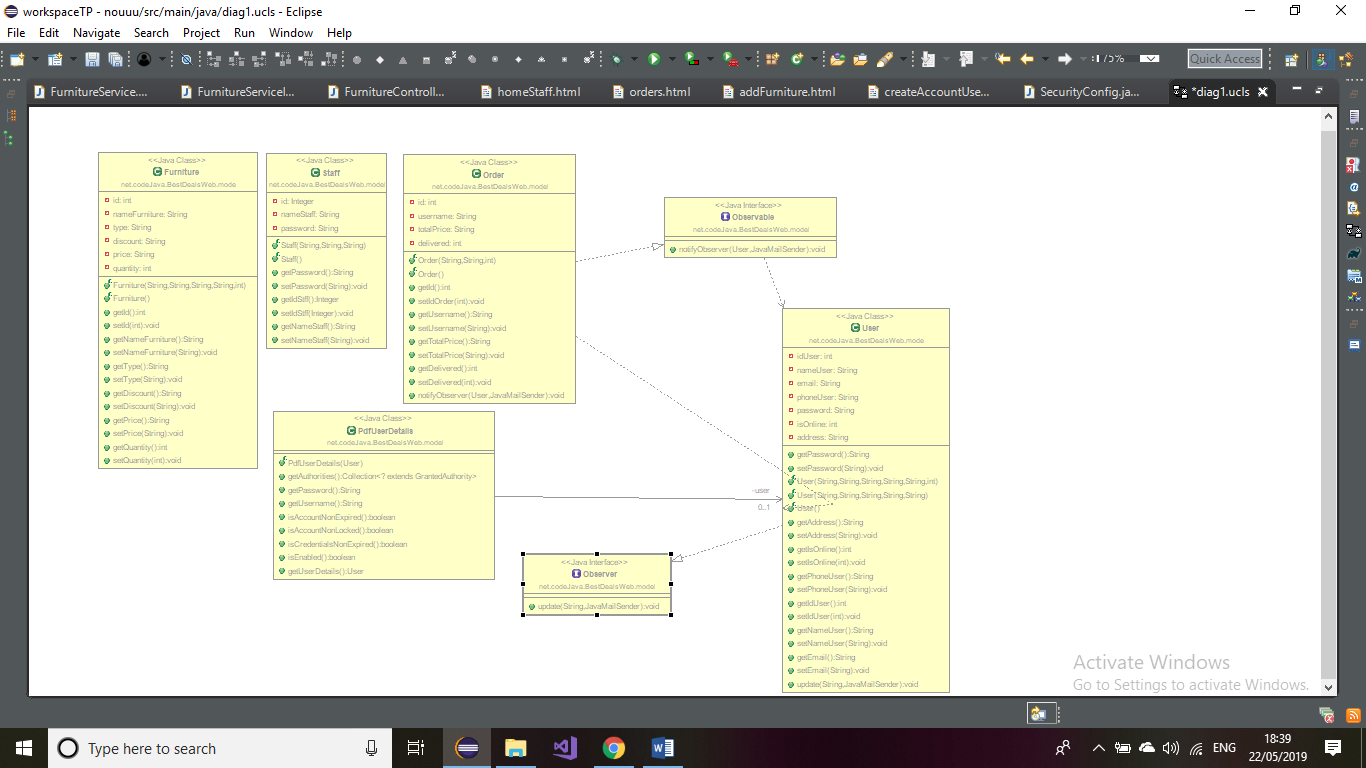 workspaceTP - nouuu/src/main/java/diag1.ucls - Eclipse
File Edit Navigate Search Project Run Window Help
75%
Quick Access
FurnitureService....
FurnitureServiceI...
FurnitureControll...
homeStaff.html
orders.html
addFurniture.html
createAccountUse...
SecurityConfig.ja...
*diag1.ucls
<<Java Class>>
Furniture
net.codeJava.BestDealsWeb.mode
id: int
nameFurniture: String
type: String
discount: String
price: String
quantity: int
Furniture(String,String,String,String,int)
Furniture()
getId():int
setId(int):void
getNameFurniture():String
setNameFurniture(String):void
getType():String
setType(String):void
getDiscount():String
setDiscount(String):void
getPrice():String
setPrice(String):void
getQuantity():int
setQuantity(int):void
<<Java Class>>
Staff
net.codeJava.BestDealsWeb.model
id: Integer
nameStaff: String
password: String
Staff(String,String,String)
Staff()
getPassword():String
setPassword(String):void
getIdStff():Integer
setIdStff(Integer):void
getNameStaff():String
setNameStaff(String):void
<<Java Class>>
Order
net.codeJava.BestDealsWeb.model
id: int
username: String
totalPrice: String
delivered: int
Order(String,String,int)
Order()
getId():int
setIdOrder(int):void
getUsername():String
setUsername(String):void
getTotalPrice():String
setTotalPrice(String):void
getDelivered():int
setDelivered(int):void
notifyObserver(User,JavaMailSender):void
<<Java Class>>
PdfUserDetails
net.codeJava.BestDealsWeb.model
PdfUserDetails(User)
getAuthorities():Collection<? extends GrantedAuthority>
getPassword():String
getUsername():String
isAccountNonExpired():boolean
isAccountNonLocked():boolean
isCredentialsNonExpired():boolean
isEnabled():boolean
getUserDetails():User
<<Java Interface>>
Observable
net.codeJava.BestDealsWeb.mode
notifyObserver(User,JavaMailSender):void
-user
0..1
<<Java Interface>>
Observer
net.codeJava.BestDealsWeb.model
update(String,JavaMailSender):void
<<Java Class>>
User
net.codeJava.BestDealsWeb.mode
idUser: int
nameUser: String
email: String
phoneUser: String
password: String
isOnline: int
address: String
getPassword():String
setPassword(String):void
User(String,String,String,String,String,int)
User(String,String,String,String,String)
User()
getAddress():String
setAddress(String):void
getIsOnline():int
setIsOnline(int):void
getPhoneUser():String
setPhoneUser(String):void
getIdUser():int
setIdUser(int):void
getNameUser():String
setNameUser(String):void
getEmail():String
setEmail(String):void
update(String,JavaMailSender):void
Activate Windows
Go to Settings to activate Windows.
Type here to search
ENG
18:39
22/05/2019